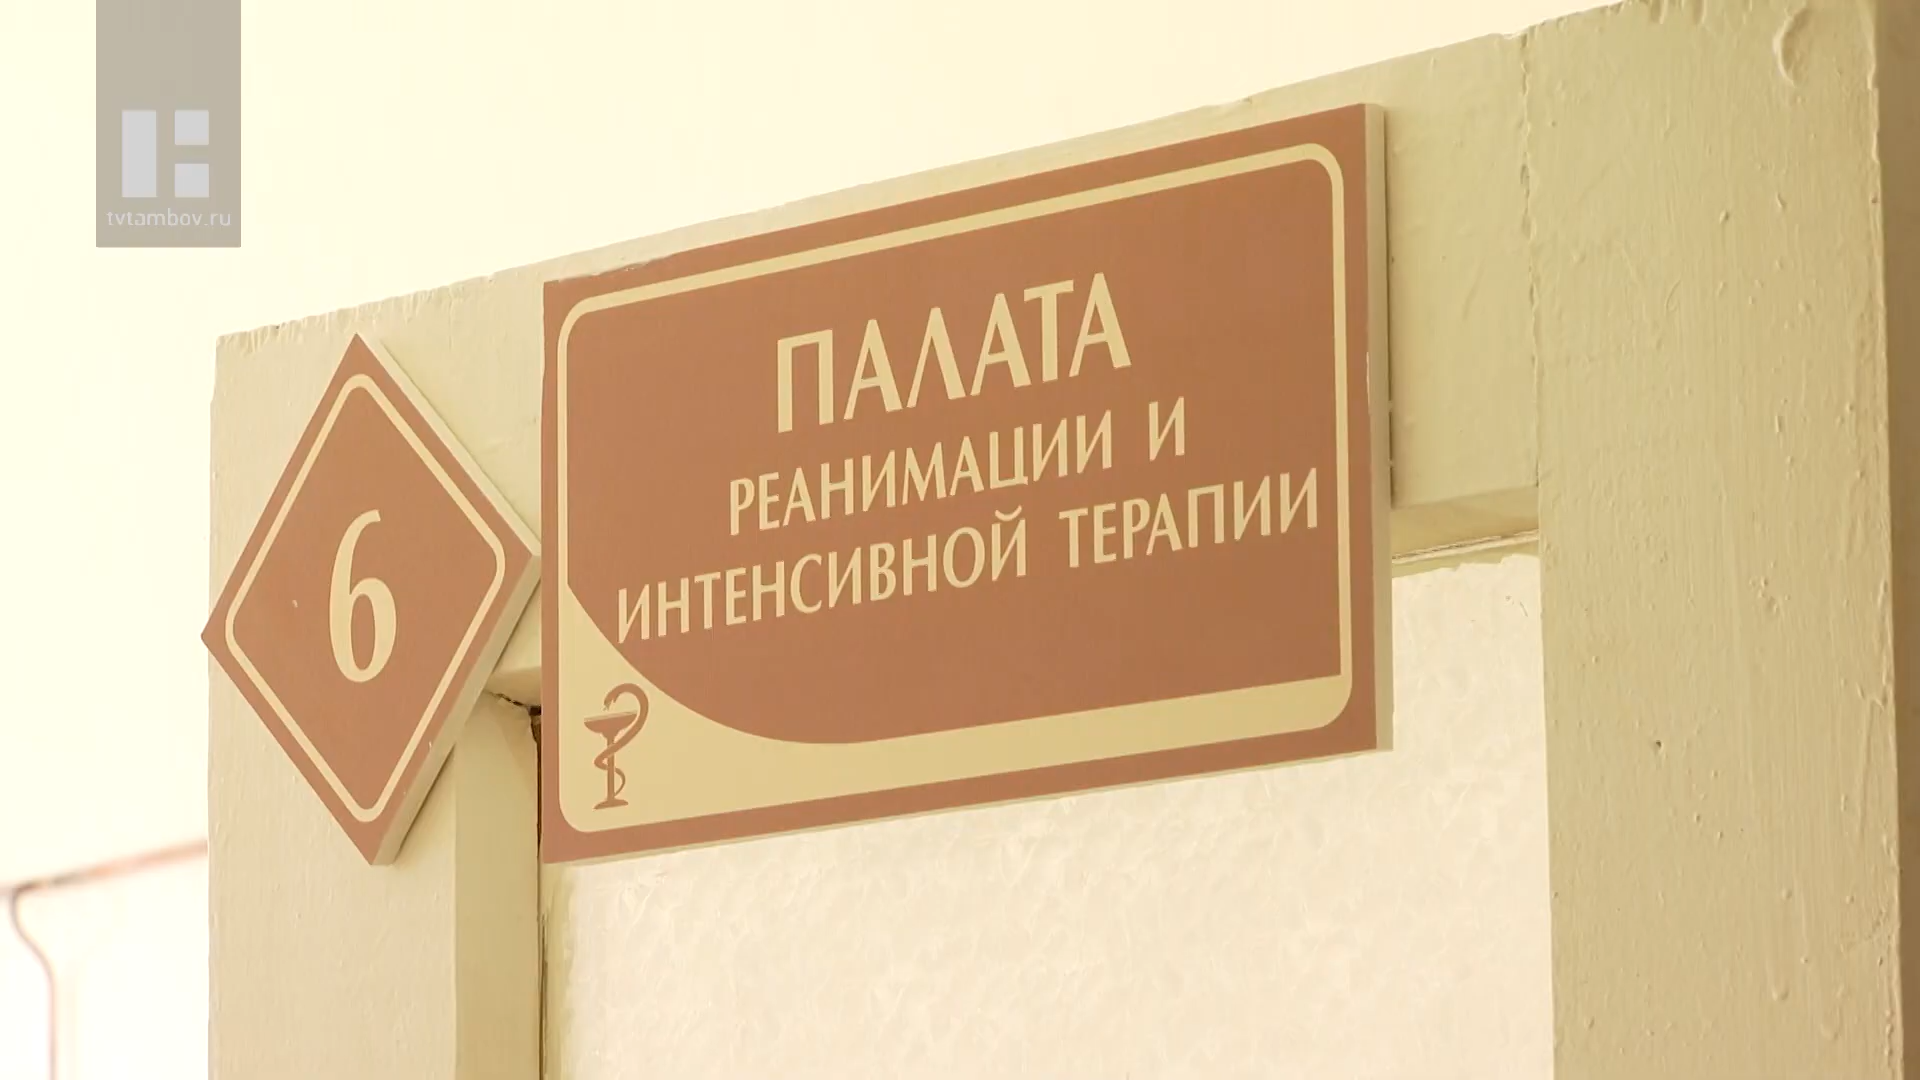 tvtambov.ru
6
ПАЛАТА
РЕАНИМАЦИИ И
ИНТЕНСИВНОЙ ТЕРАПИИ